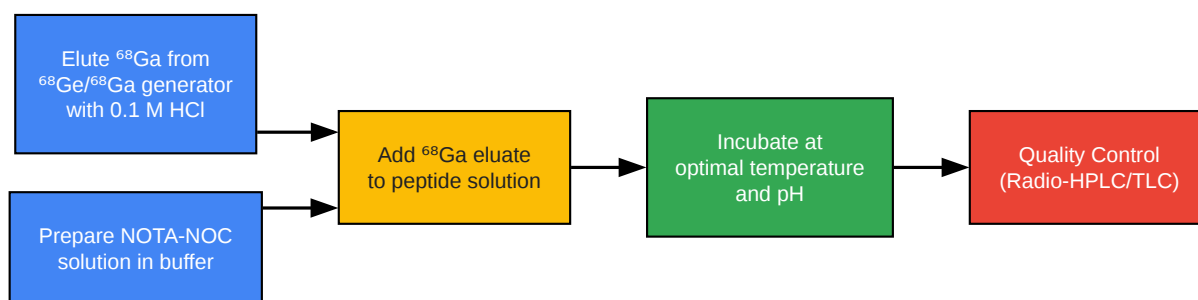 Elute ⁶⁸Ga from
⁶⁸Ge/⁶⁸Ga generator
with 0.1 M HCl
Prepare NOTA-NOC
solution in buffer
Add ⁶⁸Ga eluate
to peptide solution
Incubate at
optimal temperature
and pH
Quality Control
(Radio-HPLC/TLC)